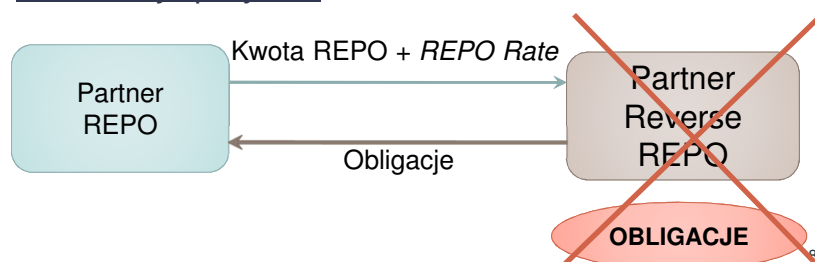 Kwota REPO + REPO Rate
Partner
REPO
Partner
Reverse
REPO
Obligacje
OBLIGACJE